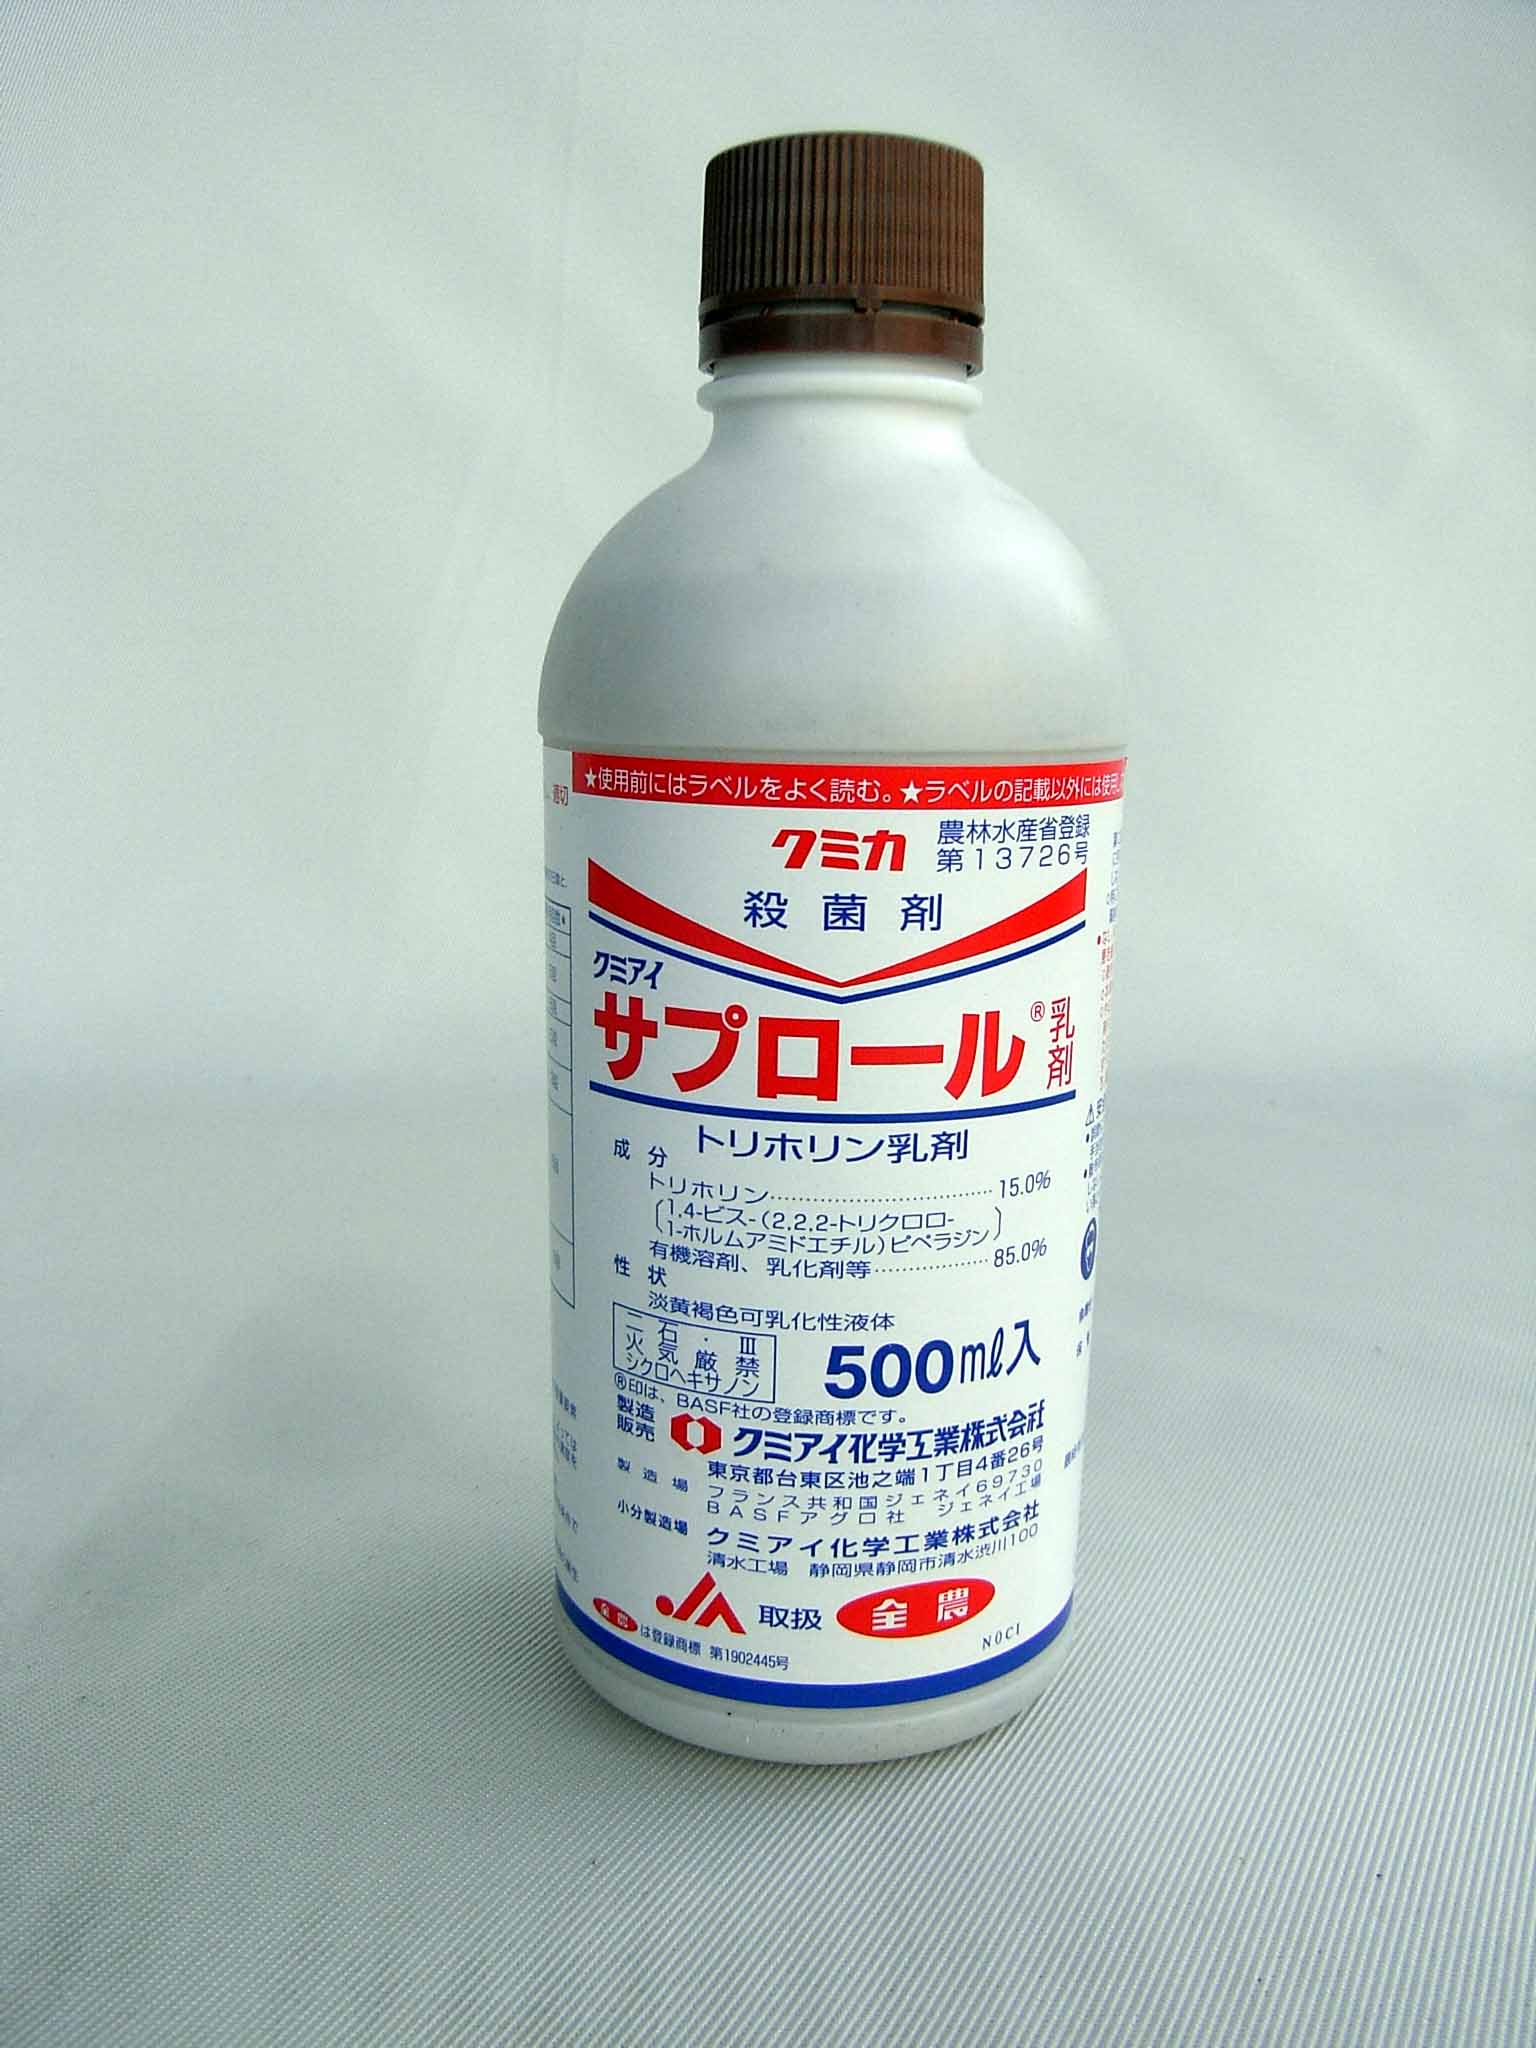 ★使用前にはラベルをよく読む。★ラベルの記載以外には使用し
適切
クミカ
農林水産省登録
第13726号
殺菌剤
クミアイ
サプロール®乳剤
トリホリン乳剤
成分
トリホリン……………………………15.0%
(1,4-ビス-(2,2,2-トリクロロ-
1-ホルムアミドエチル)ピペラジン)
有機溶剤、乳化剤等………………85.0%
性状
淡黄褐色可乳化性液体
二石・Ⅲ
火気厳禁
シクロヘキサノン
500mℓ入
®印は、BASF社の登録商標です。
製造
販売
クミアイ化学工業株式会社
東京都台東区池之端1丁目4番26号
製造場
フランス共和国ジェネイ69730
BASFアグロ社 ジェネイ工場
小分製造場
クミアイ化学工業株式会社
清水工場 静岡県静岡市清水渋川100
JA 取扱 全農
全農は登録商標 第1902445号
N0C1